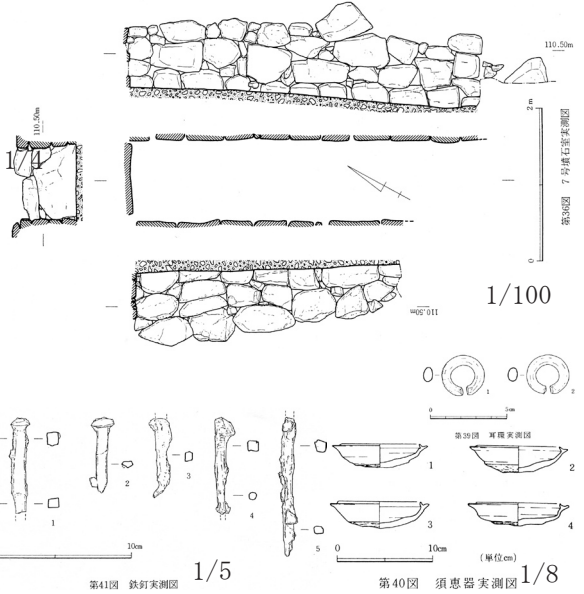 110.50m
110.50m
1/4
2m
0
第36図 7号墳石室実測図
1/100
110.50m
1
2
0
5cm
第39図 耳環実測図
1
2
3
4
5
0
10cm
第41図 鉄釘実測図
1/5
1
2
3
4
0
10cm
(単位cm)
第40図 須恵器実測図
1/8